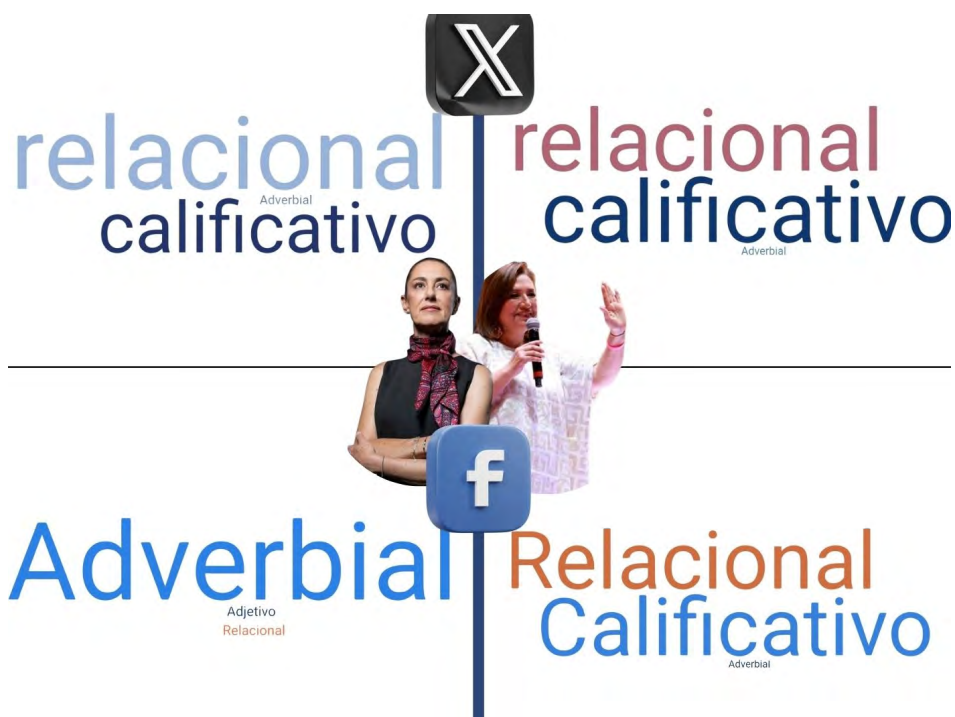 relacional
Adverbial
calificativo
relacional
calificativo
Adverbial
Adverbial
Adjetivo
Relacional
Relacional
Calificativo
Adverbial